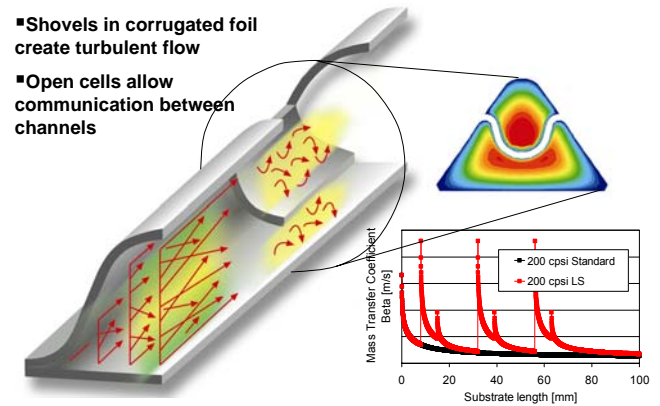 ▪Shovels in corrugated foil
create turbulent flow
▪Open cells allow
communication between
channels
Mass Transfer Coefficient
Beta [m/s]
200 cpsi Standard
200 cpsi LS
0 20 40 60 80 100
Substrate length [mm]